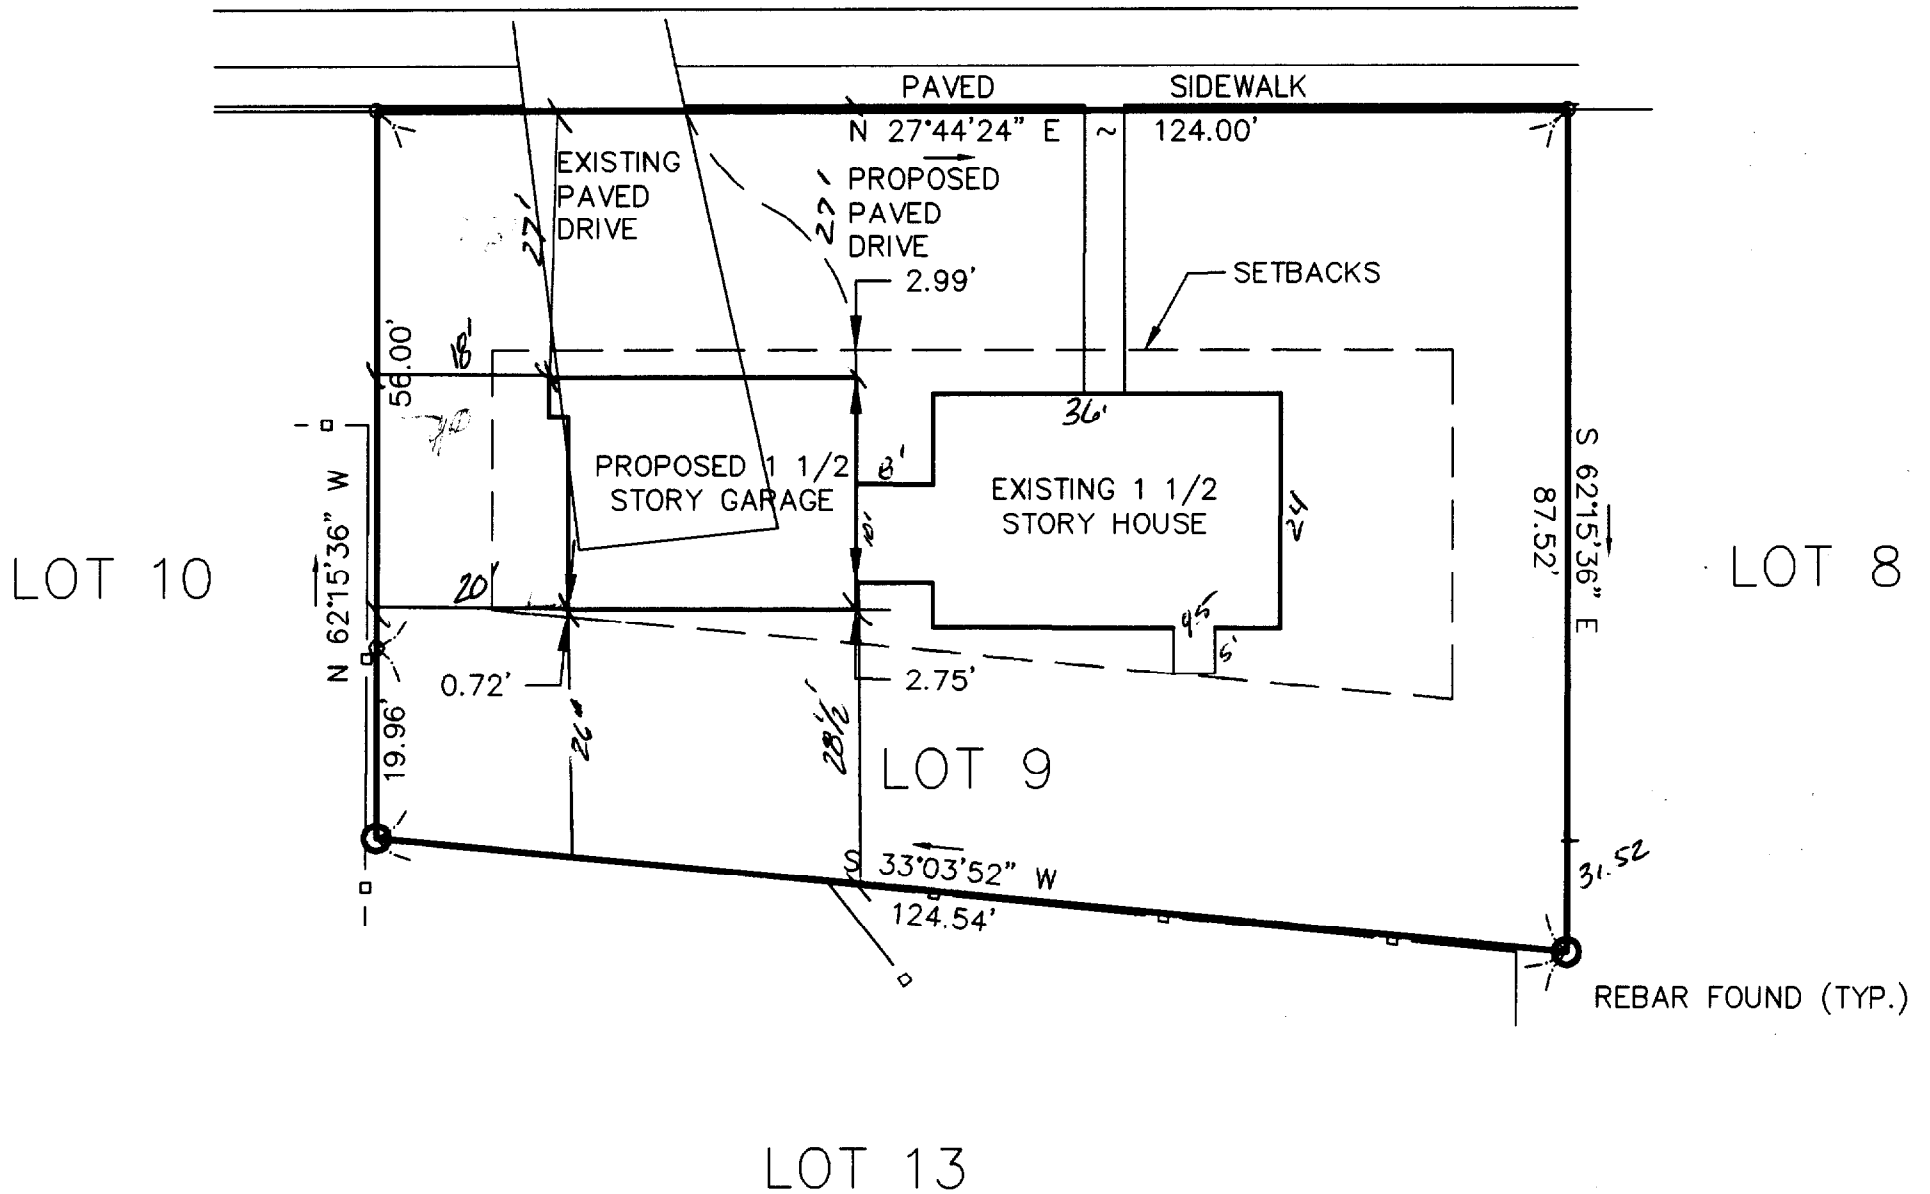 PAVED SIDEWALK
N 27°44'24" E ~ 124.00'
EXISTING
PAVED
DRIVE
27'
27'
PROPOSED
PAVED
DRIVE
2.99'
SETBACKS
18'
56.00'
ok
36'
PROPOSED 1 1/2
STORY GARAGE
8'
10'
EXISTING 1 1/2
STORY HOUSE
24'
S 62°15'36" E
87.52'
LOT 10
N 62°15'36" W
LOT 8
20'
5'
0.72'
2.75'
26'
28 1/2'
19.96'
LOT 9
S 33°03'52" W
124.54'
31.52
REBAR FOUND (TYP.)
LOT 13